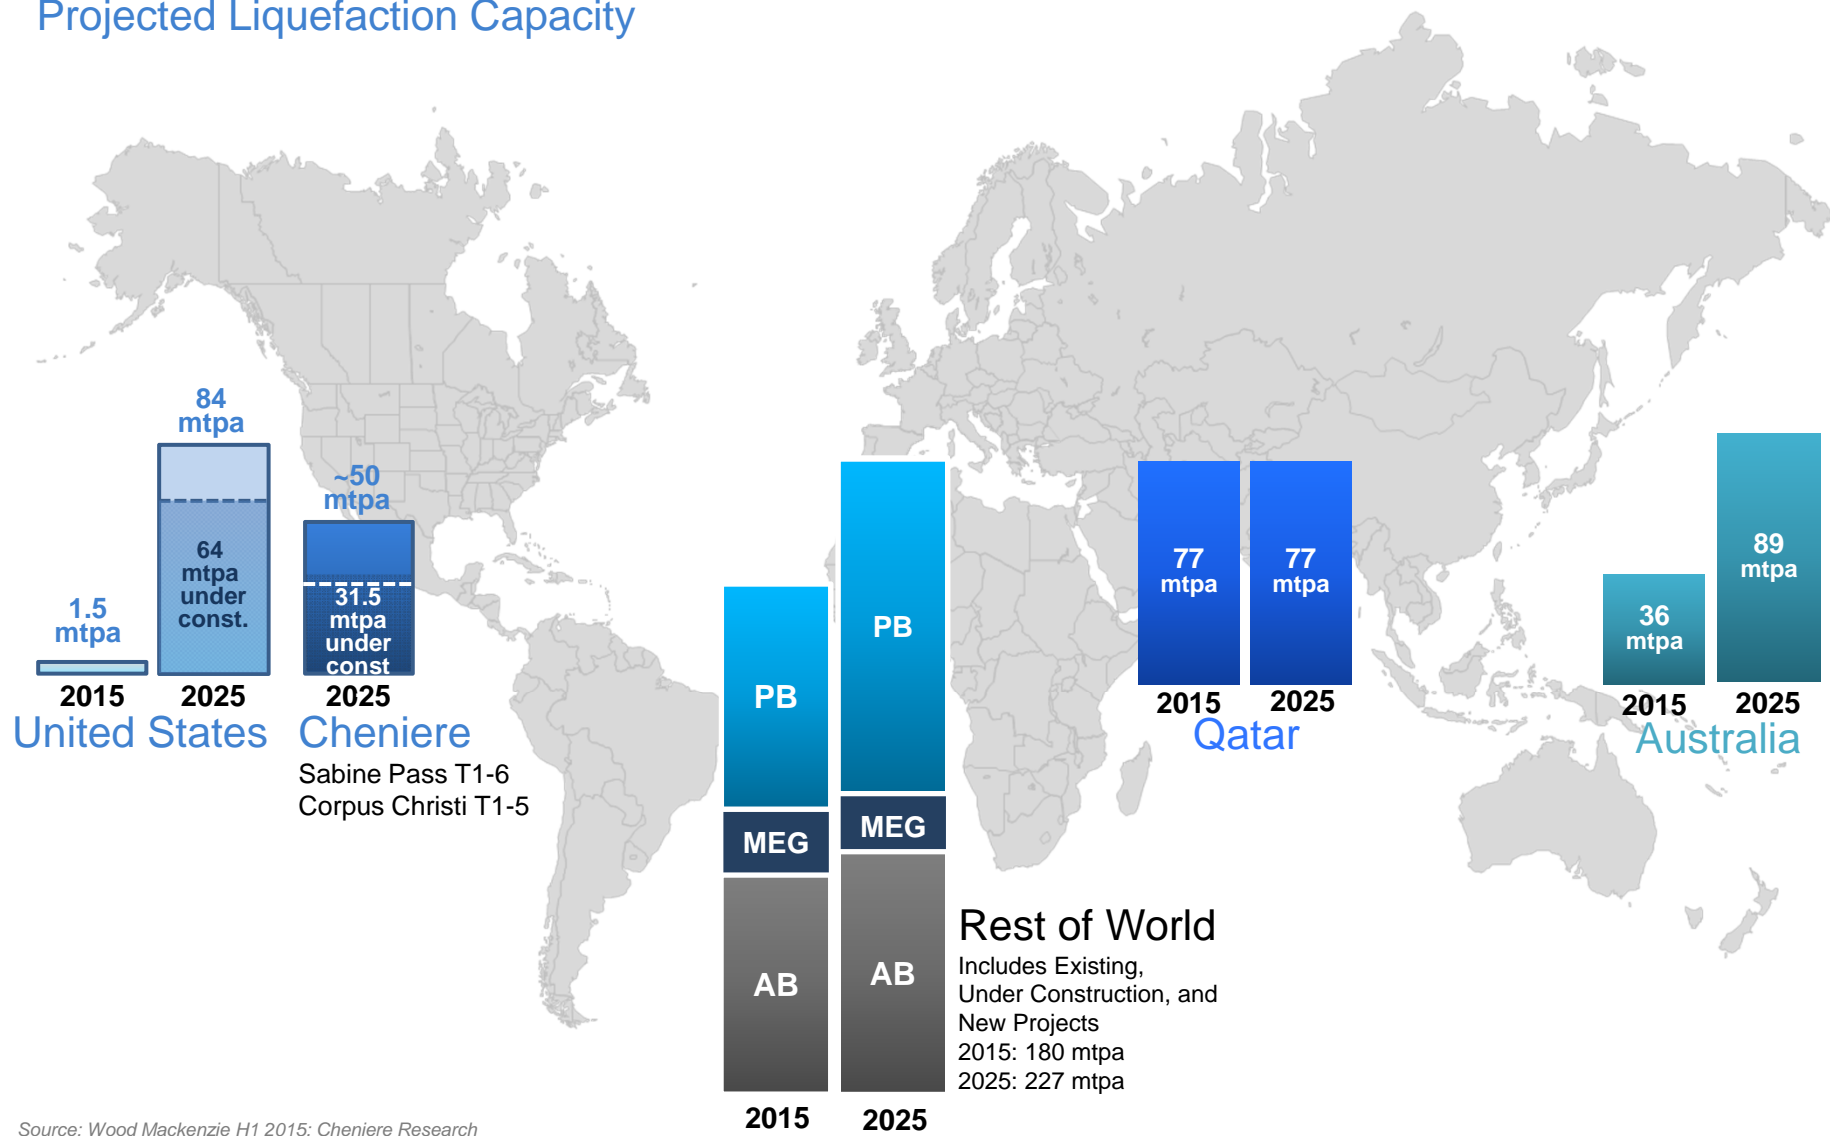 Projected Liquefaction Capacity
84
mtpa
64
mtpa
under
const.
1.5
mtpa
2015
2025
United States
~50
mtpa
31.5
mtpa
under
const
2025
Cheniere
Sabine Pass T1-6
Corpus Christi T1-5
PB
MEG
AB
2015
PB
MEG
AB
2025
Rest of World
Includes Existing,
Under Construction, and
New Projects
2015: 180 mtpa
2025: 227 mtpa
77
mtpa
77
mtpa
2015
2025
Qatar
36
mtpa
89
mtpa
2015
2025
Australia
Source: Wood Mackenzie H1 2015; Cheniere Research